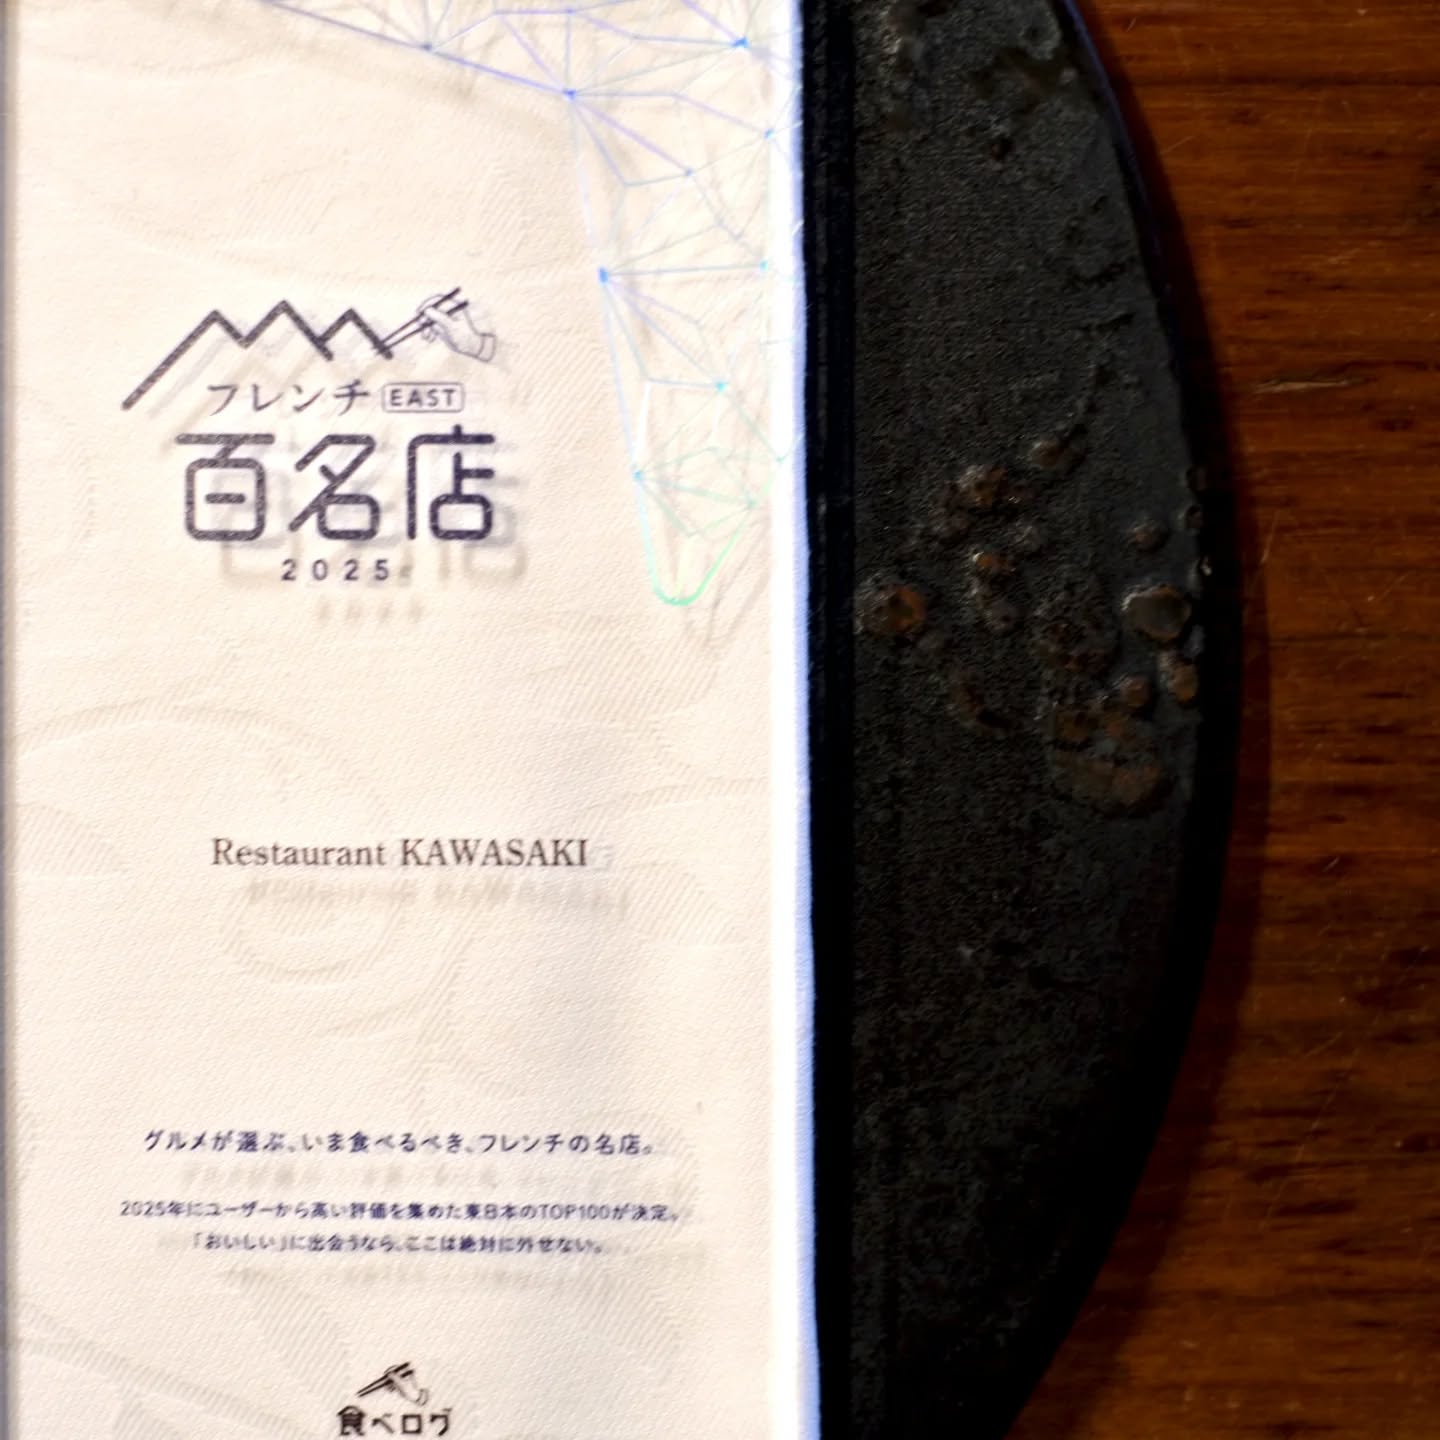 フレンチ EAST
百名店
2025
Restaurant KAWASAKI
グルメが選ぶ、いま食べるべき、フレンチの名店。
2025年にユーザーから高い評価を集めた東日本のTOP100が決定。
「おいしい」に出会うなら、ここは絶対に外せない。
食べログ